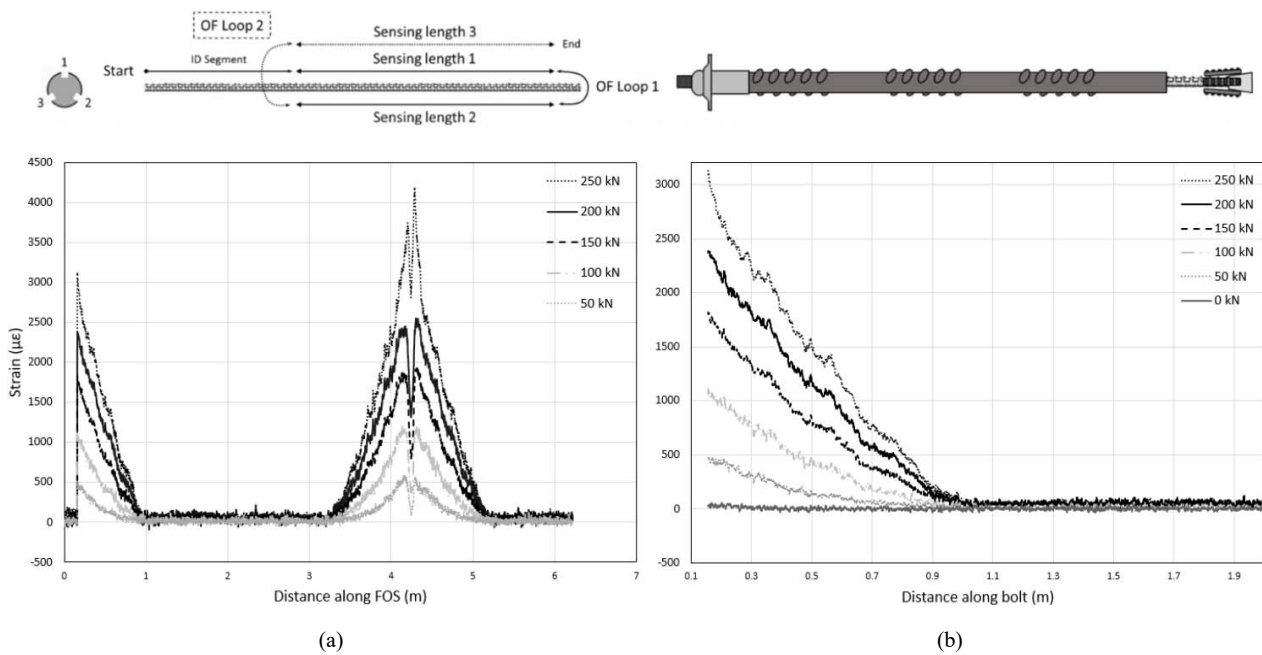 OF Loop 2
Sensing length 3
End
1
Start
ID Segment
Sensing length 1
OF Loop 1
3
2
Sensing length 2
4500
4000
3500
3000
2500
2000
1500
1000
500
0
-500
Strain (µε)
250 kN
200 kN
150 kN
100 kN
50 kN
0 1 2 3 4 5 6 7
Distance along FOS (m)
(a)
3000
2500
2000
1500
1000
500
0
-500
250 kN
200 kN
150 kN
100 kN
50 kN
0 kN
0.1 0.3 0.5 0.7 0.9 1.1 1.3 1.5 1.7 1.9
Distance along bolt (m)
(b)